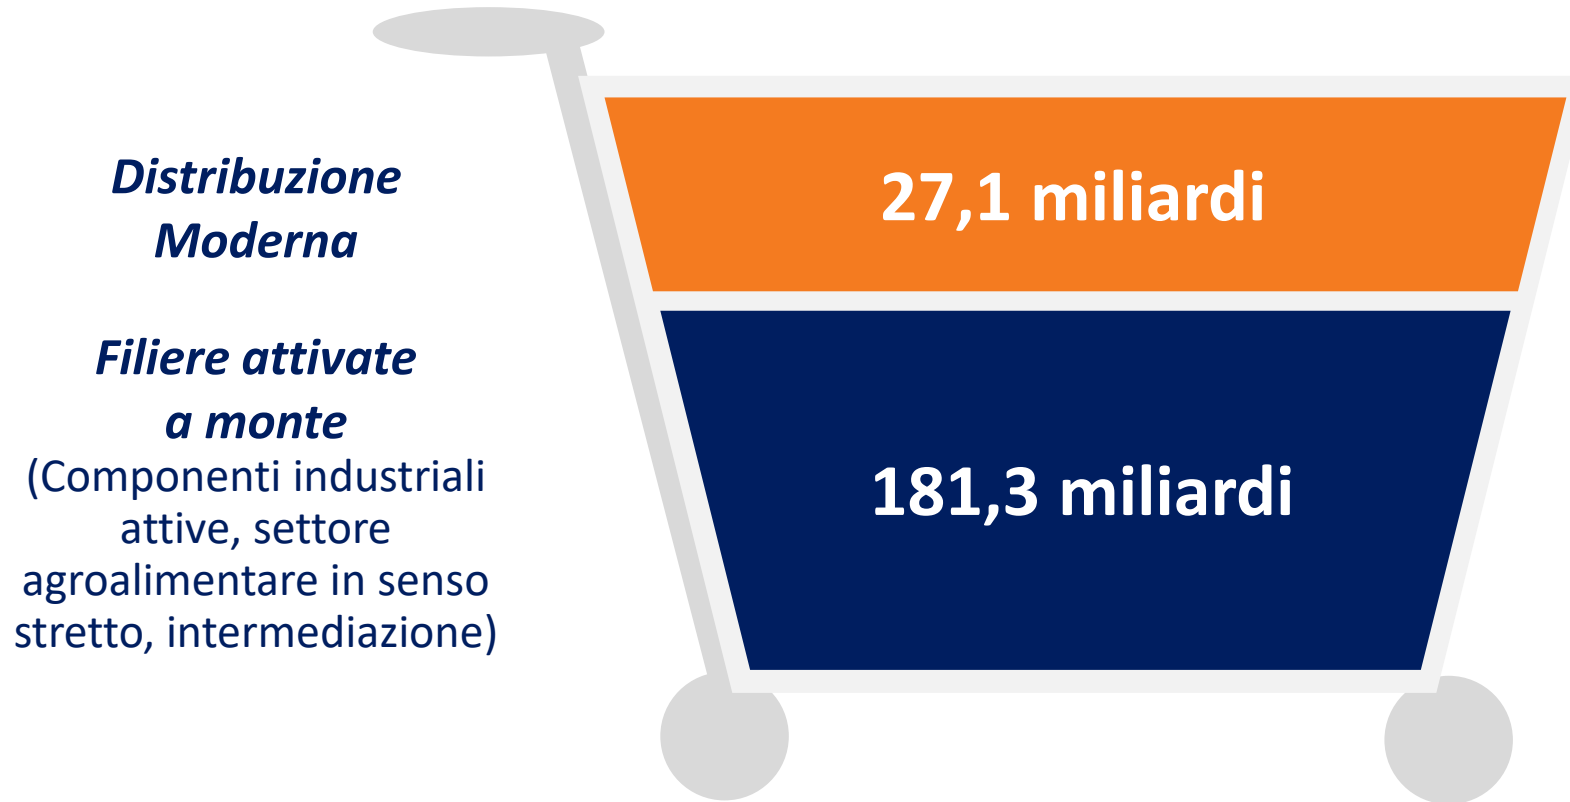 Distribuzione
Moderna
27,1 miliardi
Filiere attivate
a monte
(Componenti industriali
attive, settore
agroalimentare in senso
stretto, intermediazione)
181,3 miliardi